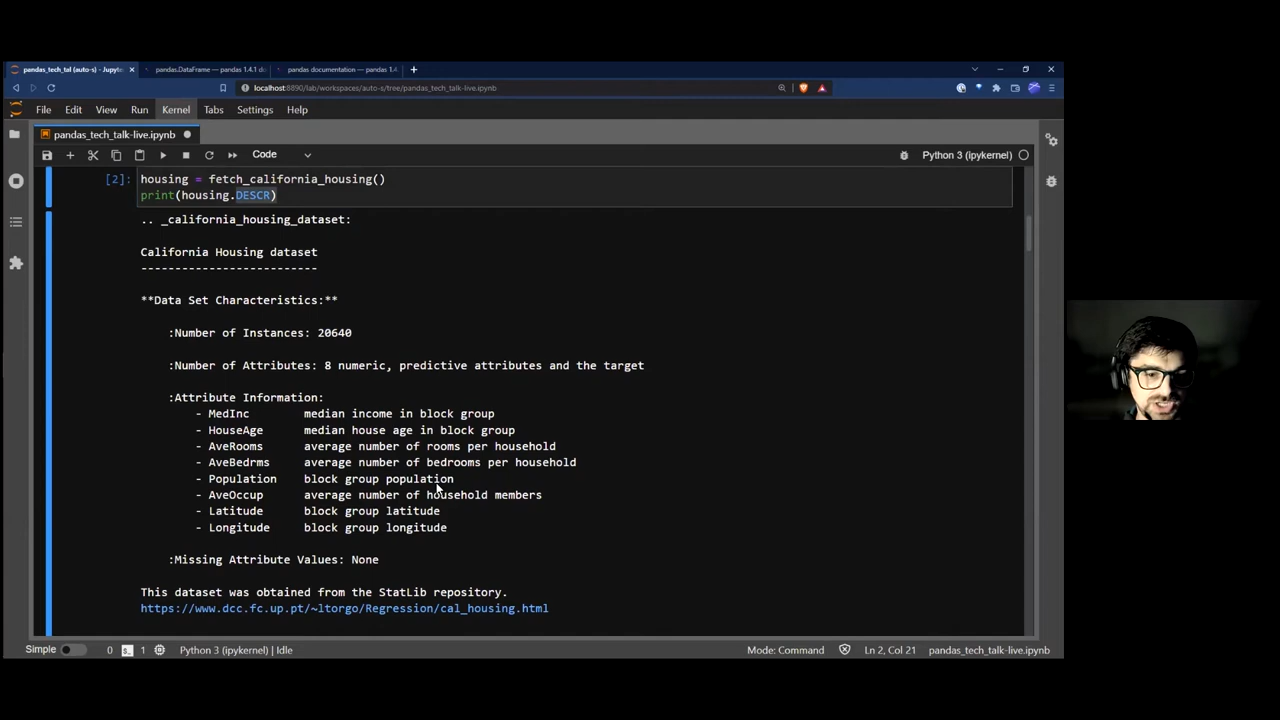 pandas_tech_tal (auto-s) - Jupyte
pandas.DataFrame — pandas 1.4.1 d
pandas documentation — pandas 1.4.
localhost:8890/lab/workspaces/auto-s/tree/pandas_tech_talk-live.ipynb
File Edit View Run Kernel Tabs Settings Help
pandas_tech_talk-live.ipynb
Code
Python 3 (ipykernel)
[2]: housing = fetch_california_housing()
print(housing.DESCR)
.. _california_housing_dataset:
California Housing dataset
--------------------------
**Data Set Characteristics:**
:Number of Instances: 20640
:Number of Attributes: 8 numeric, predictive attributes and the target
:Attribute Information:
- MedInc median income in block group
- HouseAge median house age in block group
- AveRooms average number of rooms per household
- AveBedrms average number of bedrooms per household
- Population block group population
- AveOccup average number of household members
- Latitude block group latitude
- Longitude block group longitude
:Missing Attribute Values: None
This dataset was obtained from the StatLib repository.
https://www.dcc.fc.up.pt/~ltorgo/Regression/cal_housing.html
Simple 0 1 Python 3 (ipykernel) | Idle Mode: Command Ln 2, Col 21 pandas_tech_talk-live.ipynb